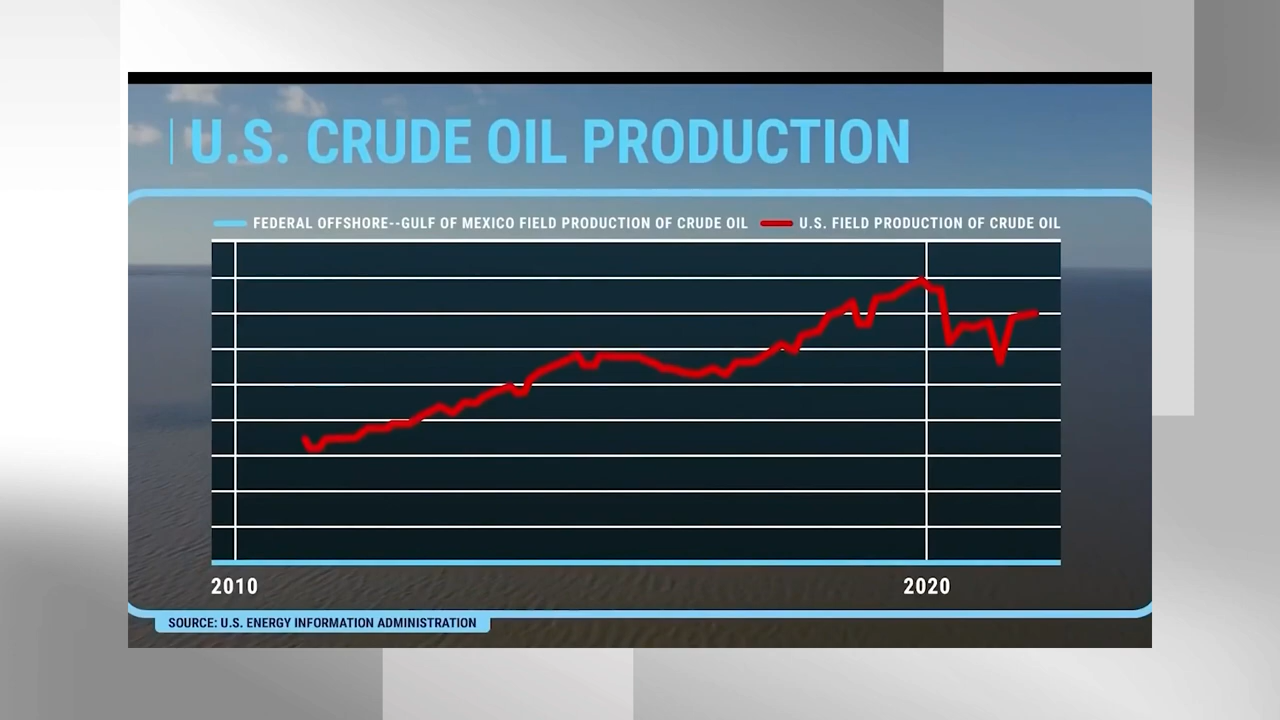 U.S. CRUDE OIL PRODUCTION
FEDERAL OFFSHORE--GULF OF MEXICO FIELD PRODUCTION OF CRUDE OIL U.S. FIELD PRODUCTION OF CRUDE OIL
2010 2020
SOURCE: U.S. ENERGY INFORMATION ADMINISTRATION